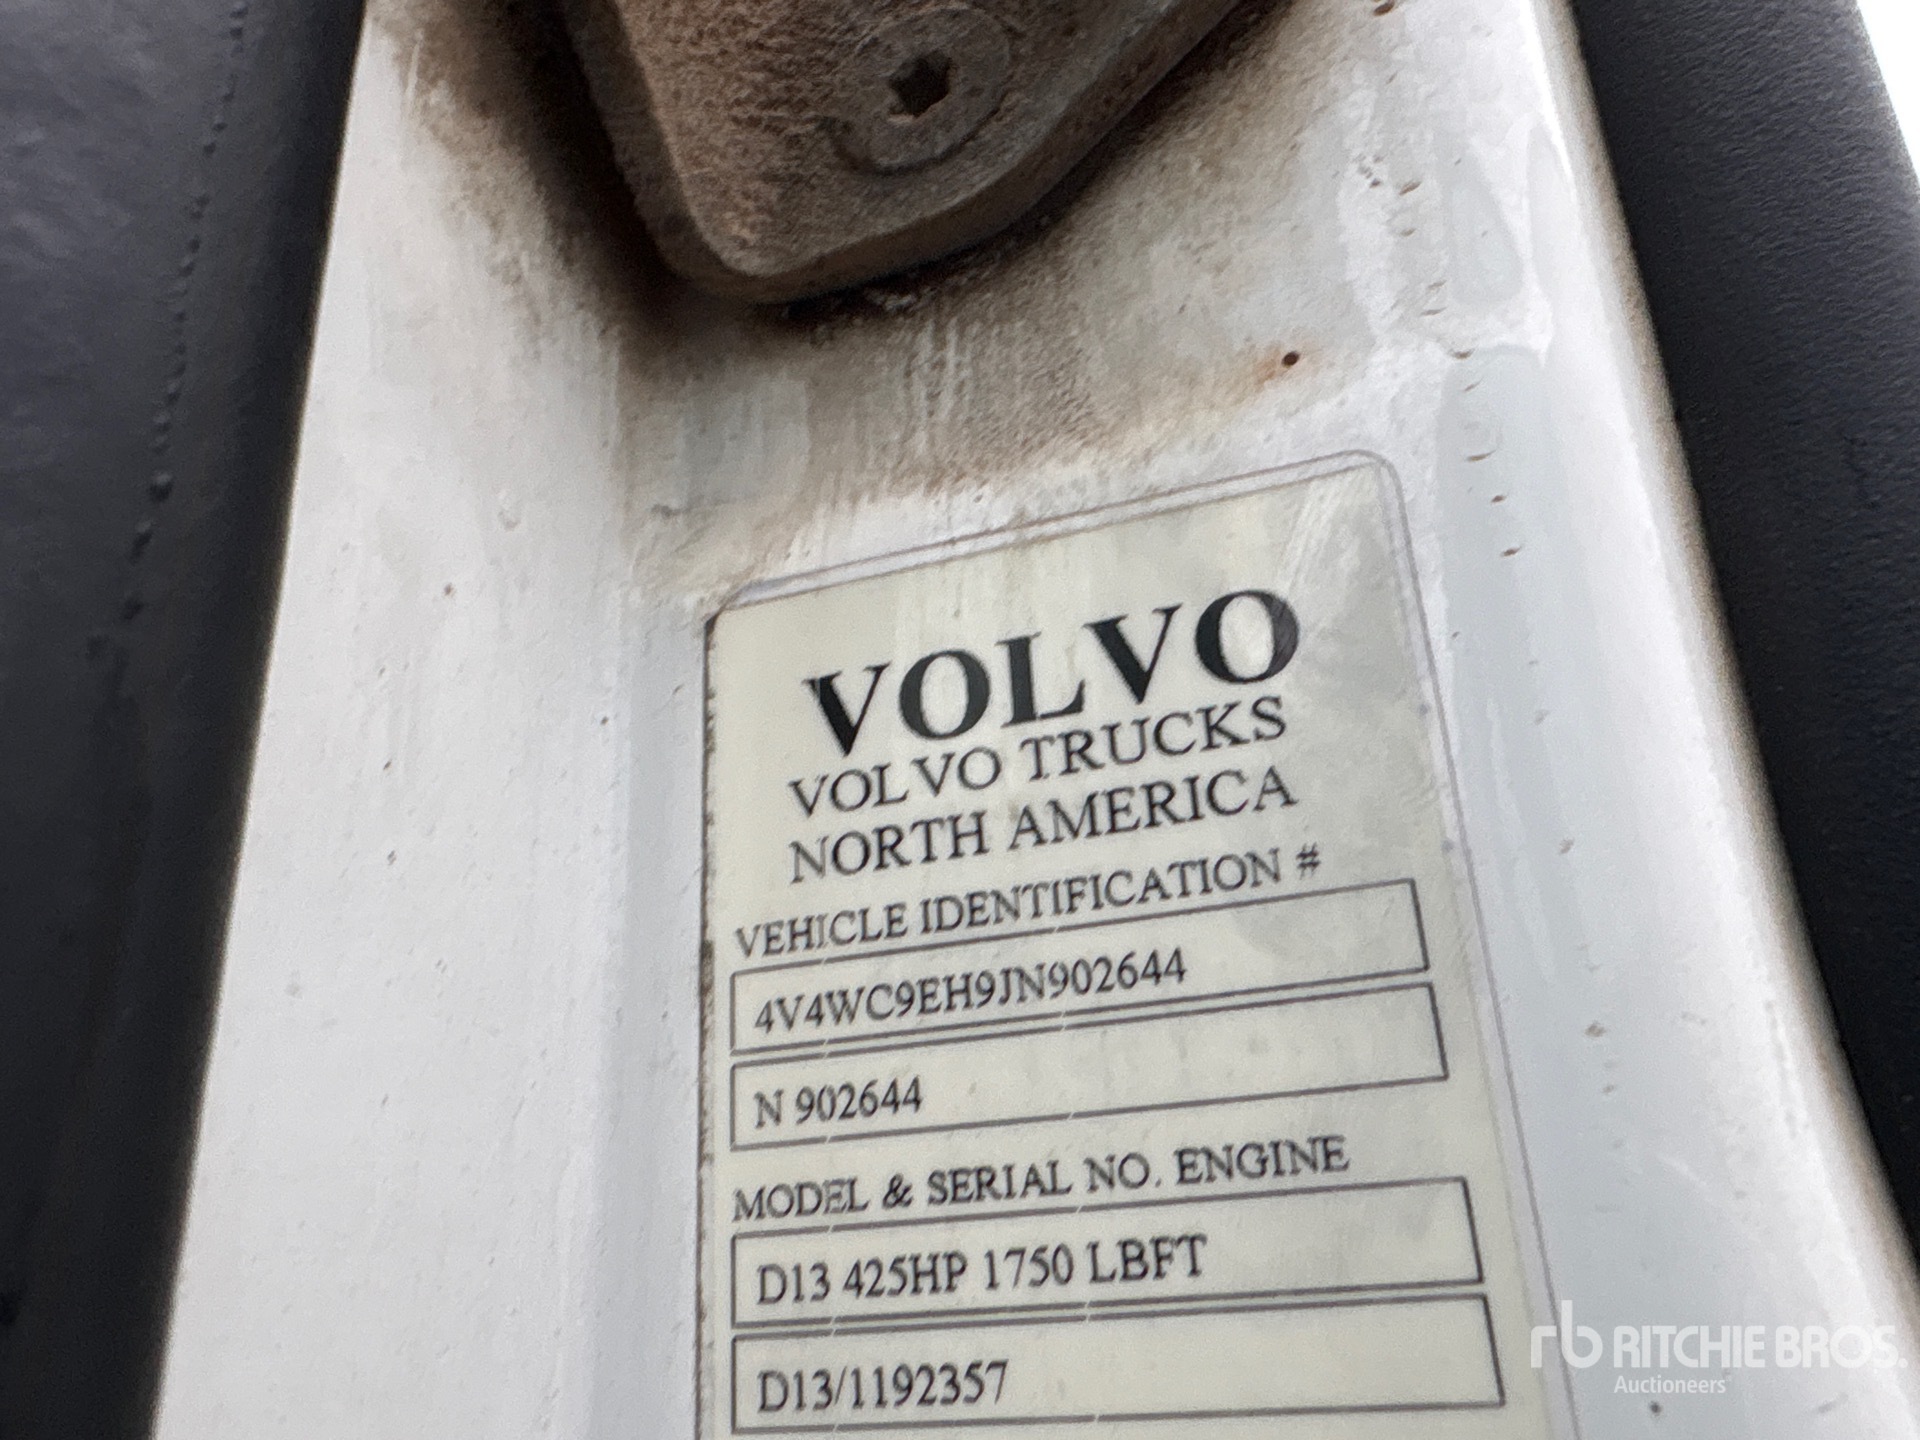 VOLVO
VOLVO TRUCKS
NORTH AMERICA
VEHICLE IDENTIFICATION #
4V4WC9EH9JN902644
N 902644
MODEL & SERIAL NO. ENGINE
D13 425HP 1750 LBFT
D13/1192357
rb RITCHIE BROS.
Auctioneers